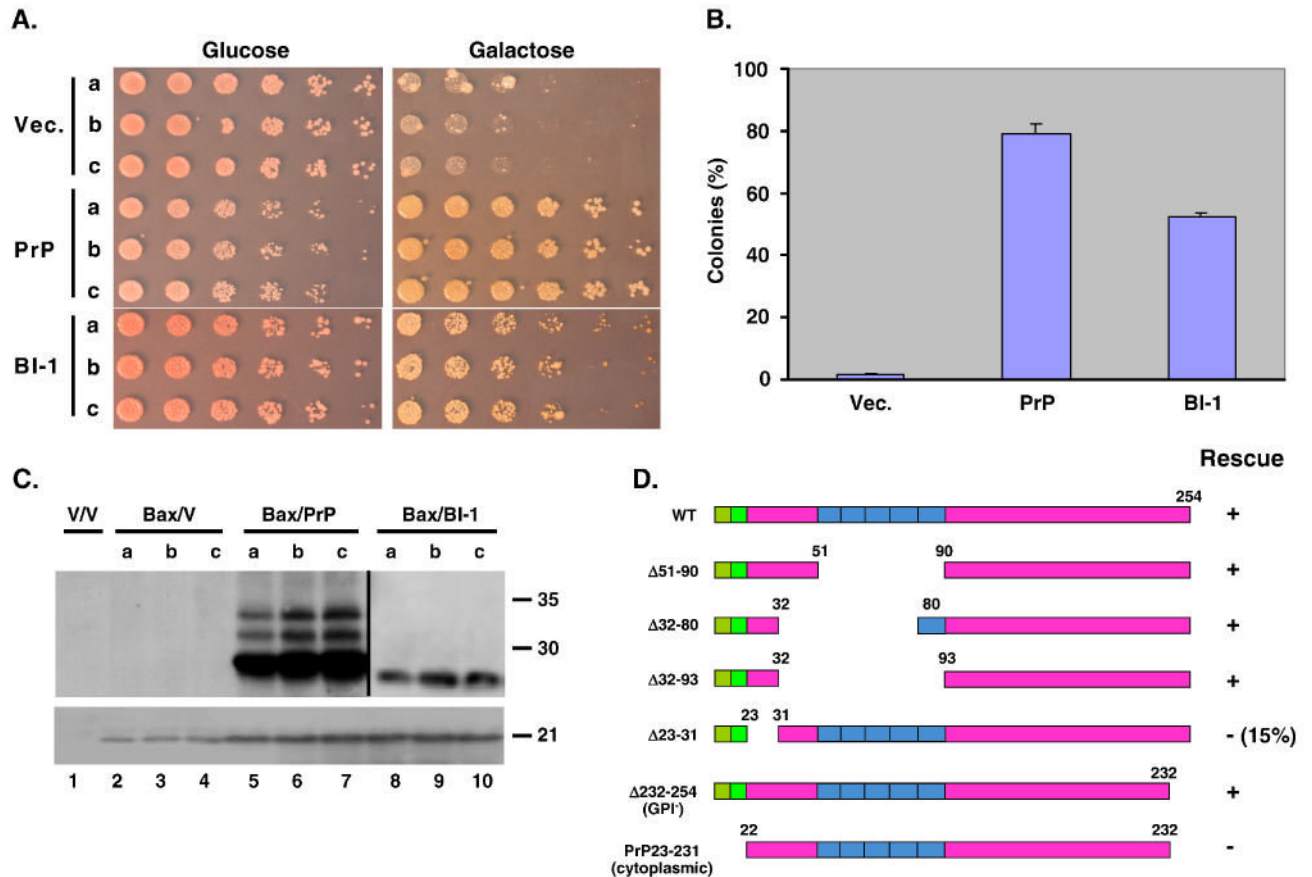 A.
Glucose
Galactose
Vec.
a
b
c
PrP
a
b
c
BI-1
a
b
c
B.
Colonies (%)
100
80
60
40
20
0
Vec.
PrP
BI-1
C.
V/V
Bax/V
Bax/PrP
Bax/BI-1
a b c a b c a b c
35
30
21
1 2 3 4 5 6 7 8 9 10
D.
Rescue
WT
254
+
Δ51-90
51
90
+
Δ32-80
32
80
+
Δ32-93
32
93
+
Δ23-31
23
31
- (15%)
Δ232-254
(GPI-)
232
+
PrP23-231
(cytoplasmic)
22
232
-